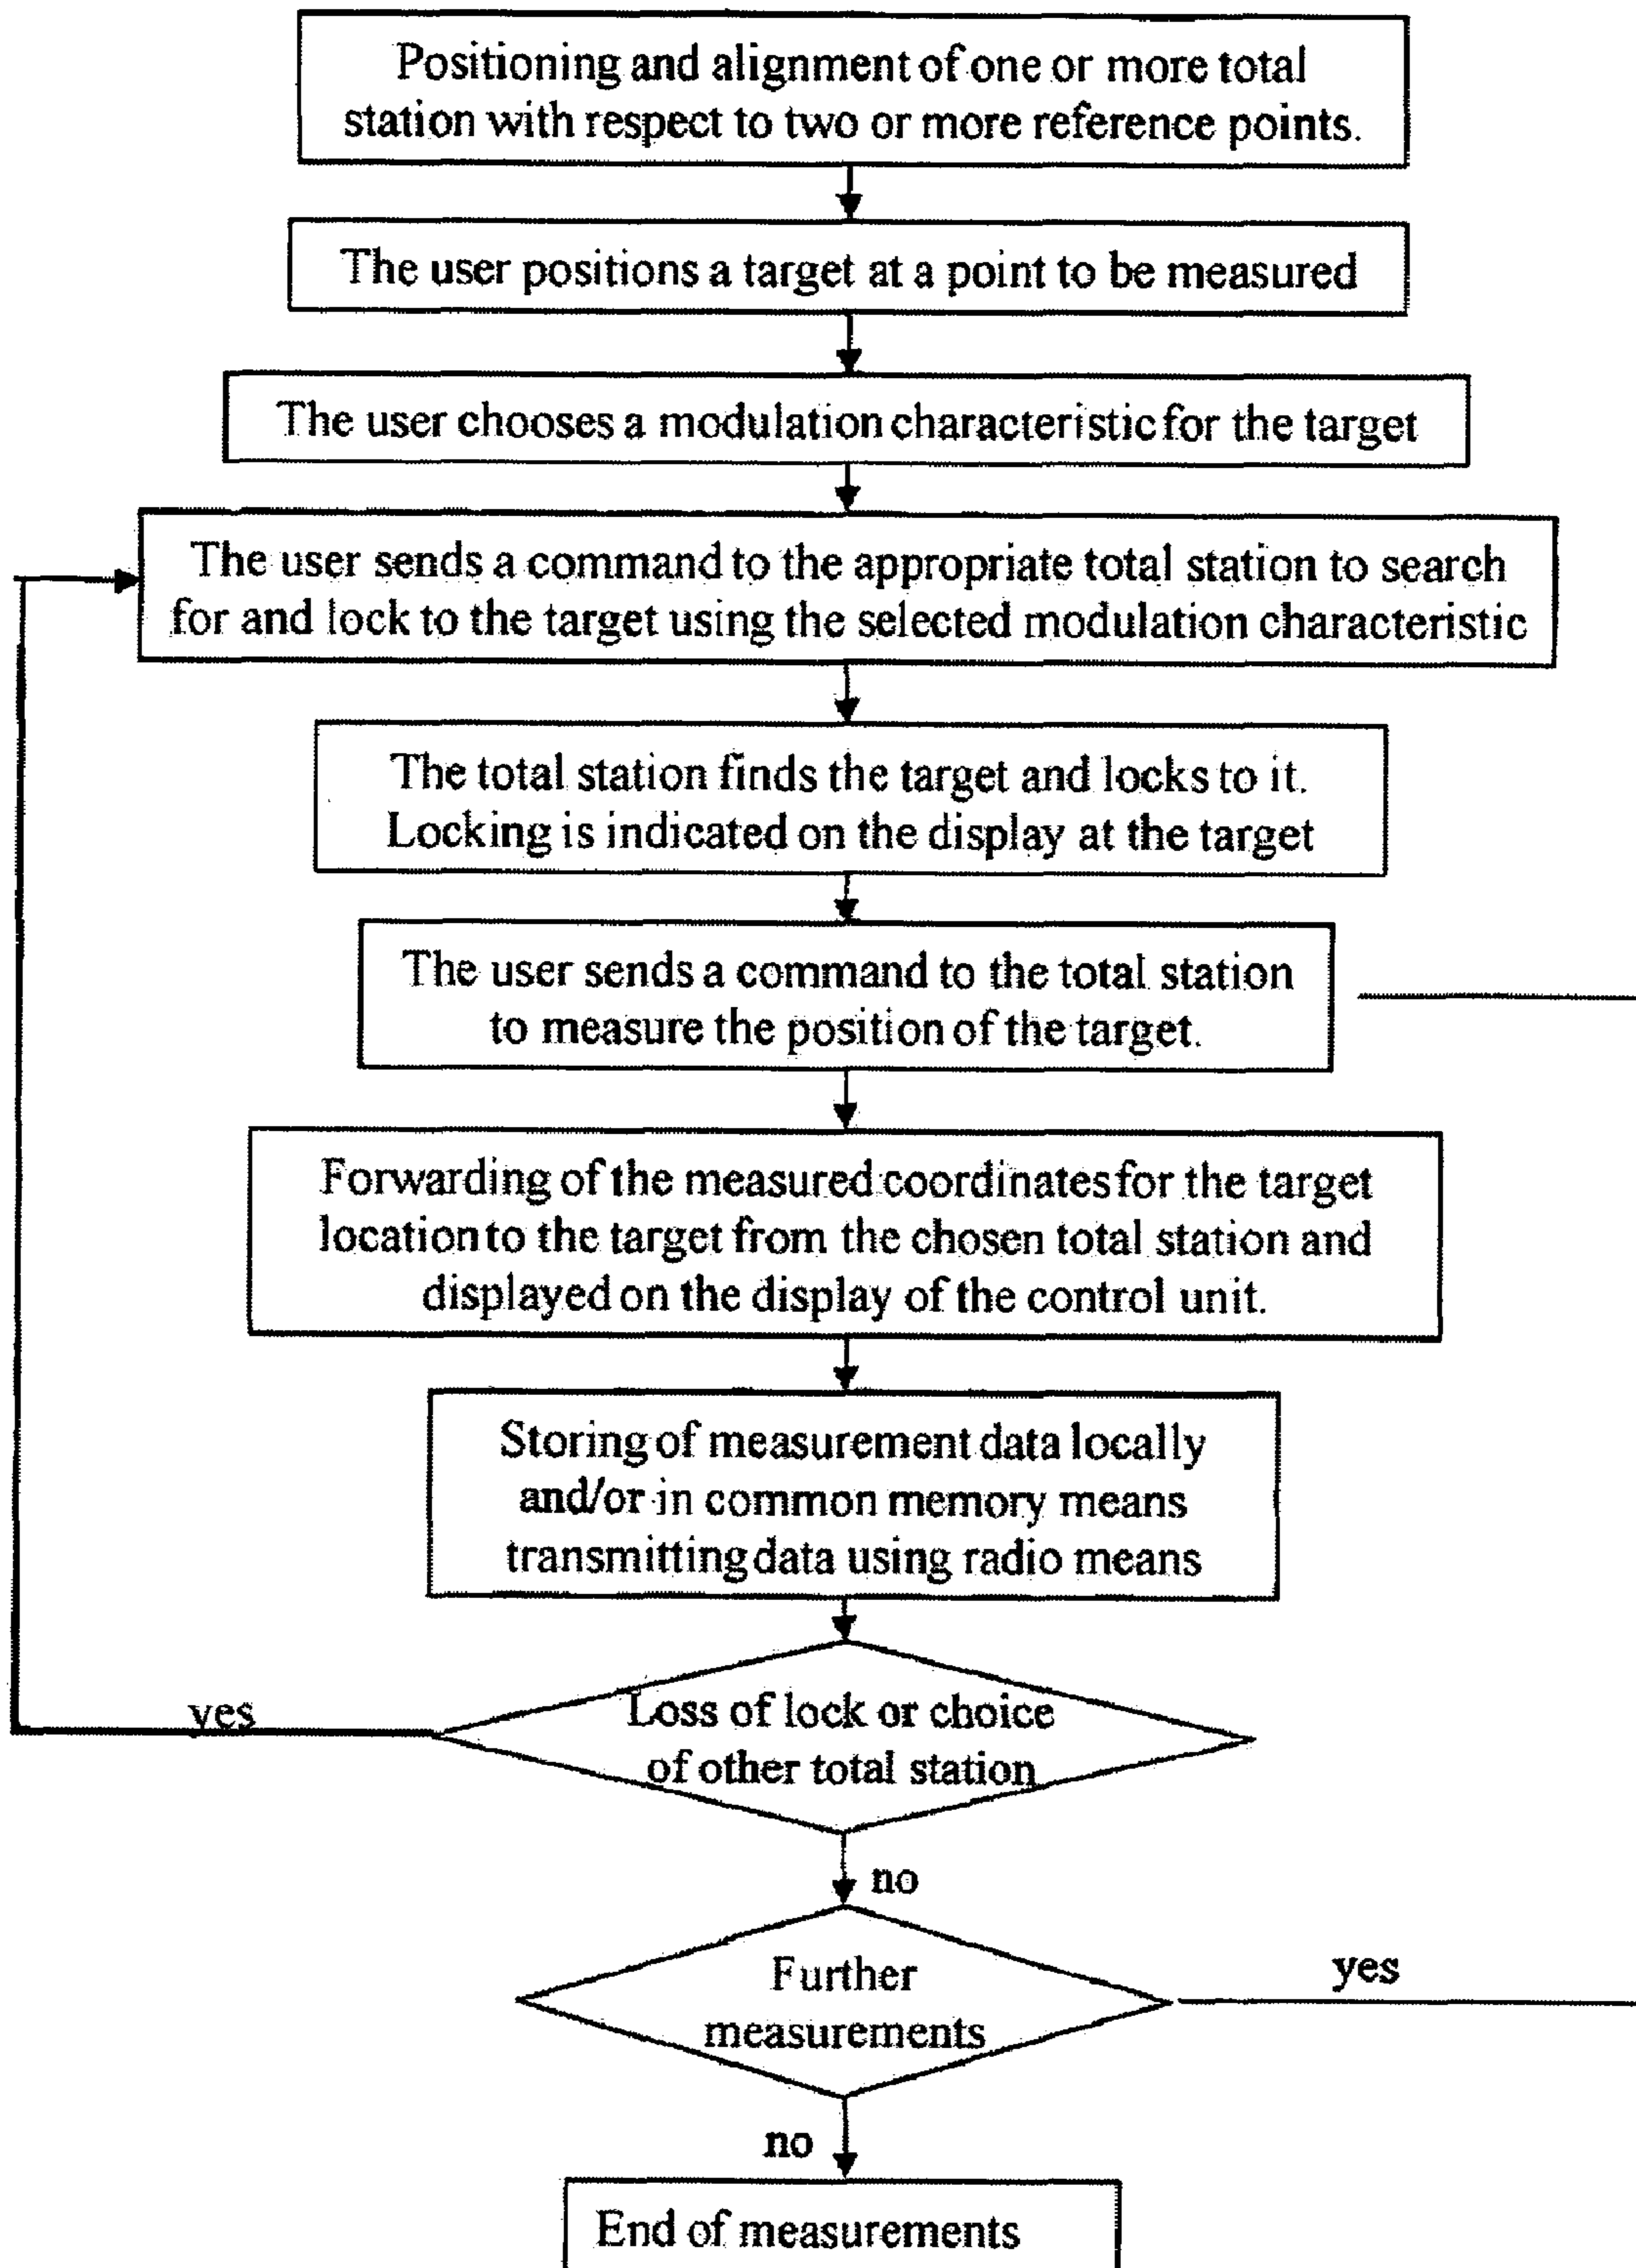 Positioning and alignment of one or more total
station with respect to two or more reference points.
The user positions a target at a point to be measured
The user chooses a modulation characteristic for the target
The user sends a command to the appropriate total station to search
for and lock to the target using the selected modulation characteristic
The total station finds the target and locks to it.
Locking is indicated on the display at the target
The user sends a command to the total station
to measure the position of the target.
Forwarding of the measured coordinates for the target
location to the target from the chosen total station and
displayed on the display of the control unit.
Storing of measurement data locally
and/or in common memory means
transmitting data using radio means
yes
Loss of lock or choice
of other total station
no
Further
measurements
yes
no
End of measurements